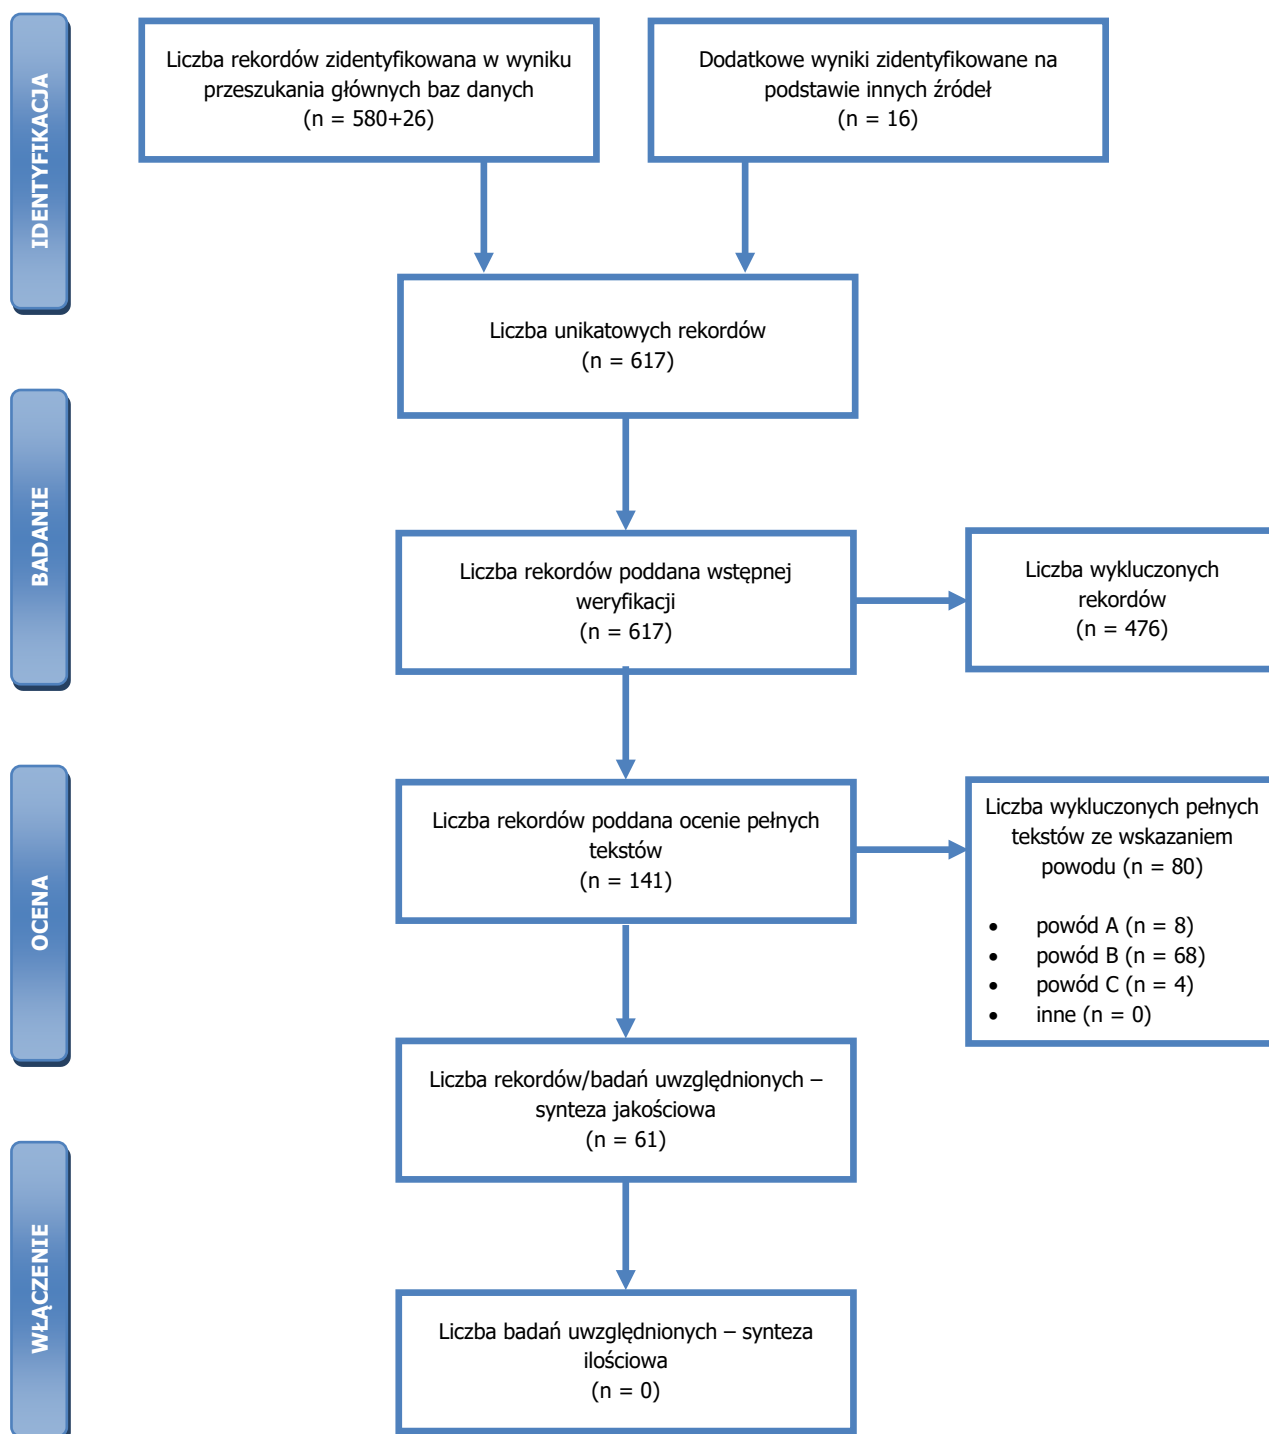 IDENTYFIKACJA
Liczba rekordów zidentyfikowana w wyniku
przeszukania głównych baz danych
(n = 580+26)
Dodatkowe wyniki zidentyfikowane na
podstawie innych źródeł
(n = 16)
Liczba unikatowych rekordów
(n = 617)
BADANIE
Liczba rekordów poddana wstępnej
weryfikacji
(n = 617)
Liczba wykluczonych
rekordów
(n = 476)
OCENA
Liczba rekordów poddana ocenie pełnych
tekstów
(n = 141)
Liczba wykluczonych pełnych
tekstów ze wskazaniem
powodu (n = 80)
• powód A (n = 8)
• powód B (n = 68)
• powód C (n = 4)
• inne (n = 0)
Liczba rekordów/badań uwzględnionych –
synteza jakościowa
(n = 61)
WŁĄCZENIE
Liczba badań uwzględnionych – synteza
ilościowa
(n = 0)